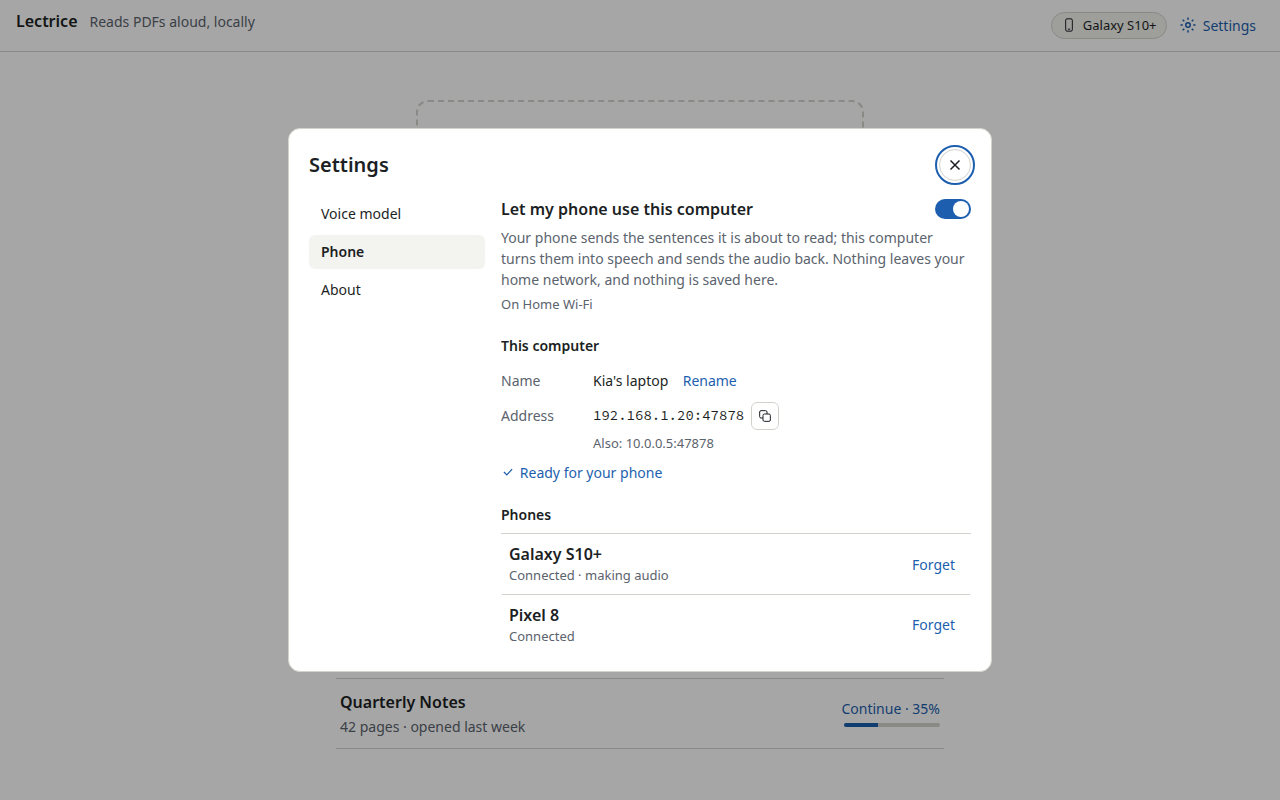 Lectrice Reads PDFs aloud, locally
Galaxy S10+ Settings
Settings
Voice model
Phone
About
Let my phone use this computer
Your phone sends the sentences it is about to read; this computer
turns them into speech and sends the audio back. Nothing leaves your
home network, and nothing is saved here.
On Home Wi-Fi
This computer
Name Kia's laptop Rename
Address 192.168.1.20:47878
Also: 10.0.0.5:47878
Ready for your phone
Phones
Galaxy S10+
Connected · making audio
Forget
Pixel 8
Connected
Forget
Quarterly Notes
42 pages · opened last week
Continue · 35%